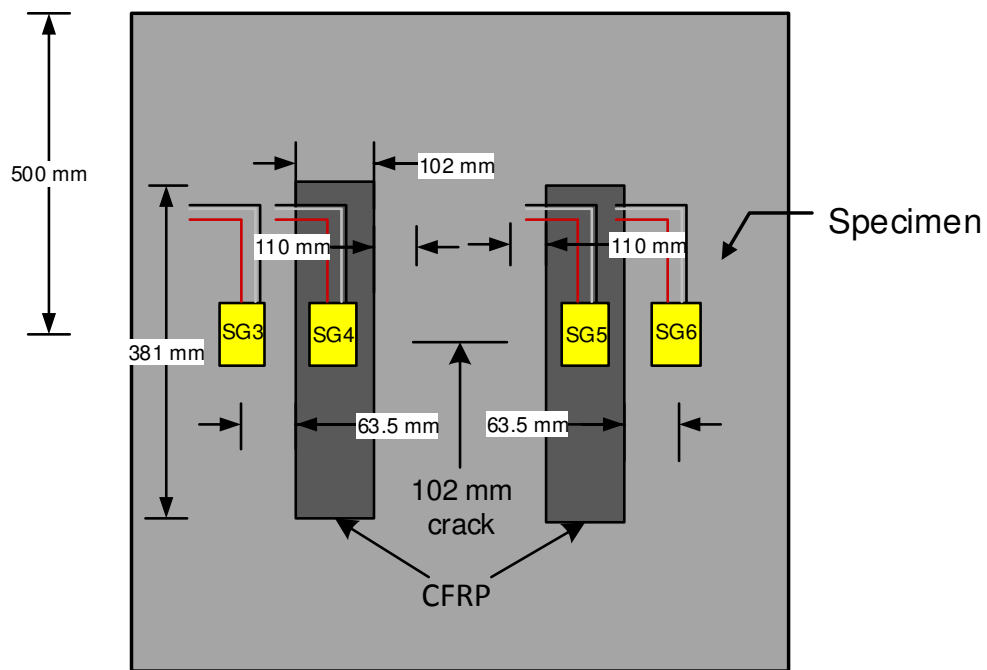 102 mm
500 mm
Specimen
110 mm
110 mm
SG3
SG4
SG5
SG6
381 mm
63.5 mm
63.5 mm
102 mm
crack
CFRP